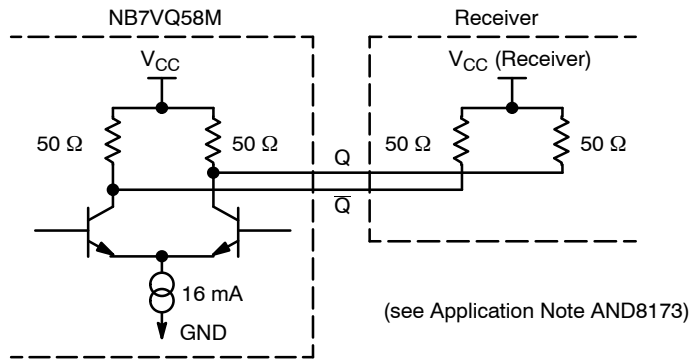 NB7VQ58M
Receiver
VCC
VCC (Receiver)
50 Ω
50 Ω
Q
50 Ω
50 Ω
Q̅
16 mA
GND
(see Application Note AND8173)